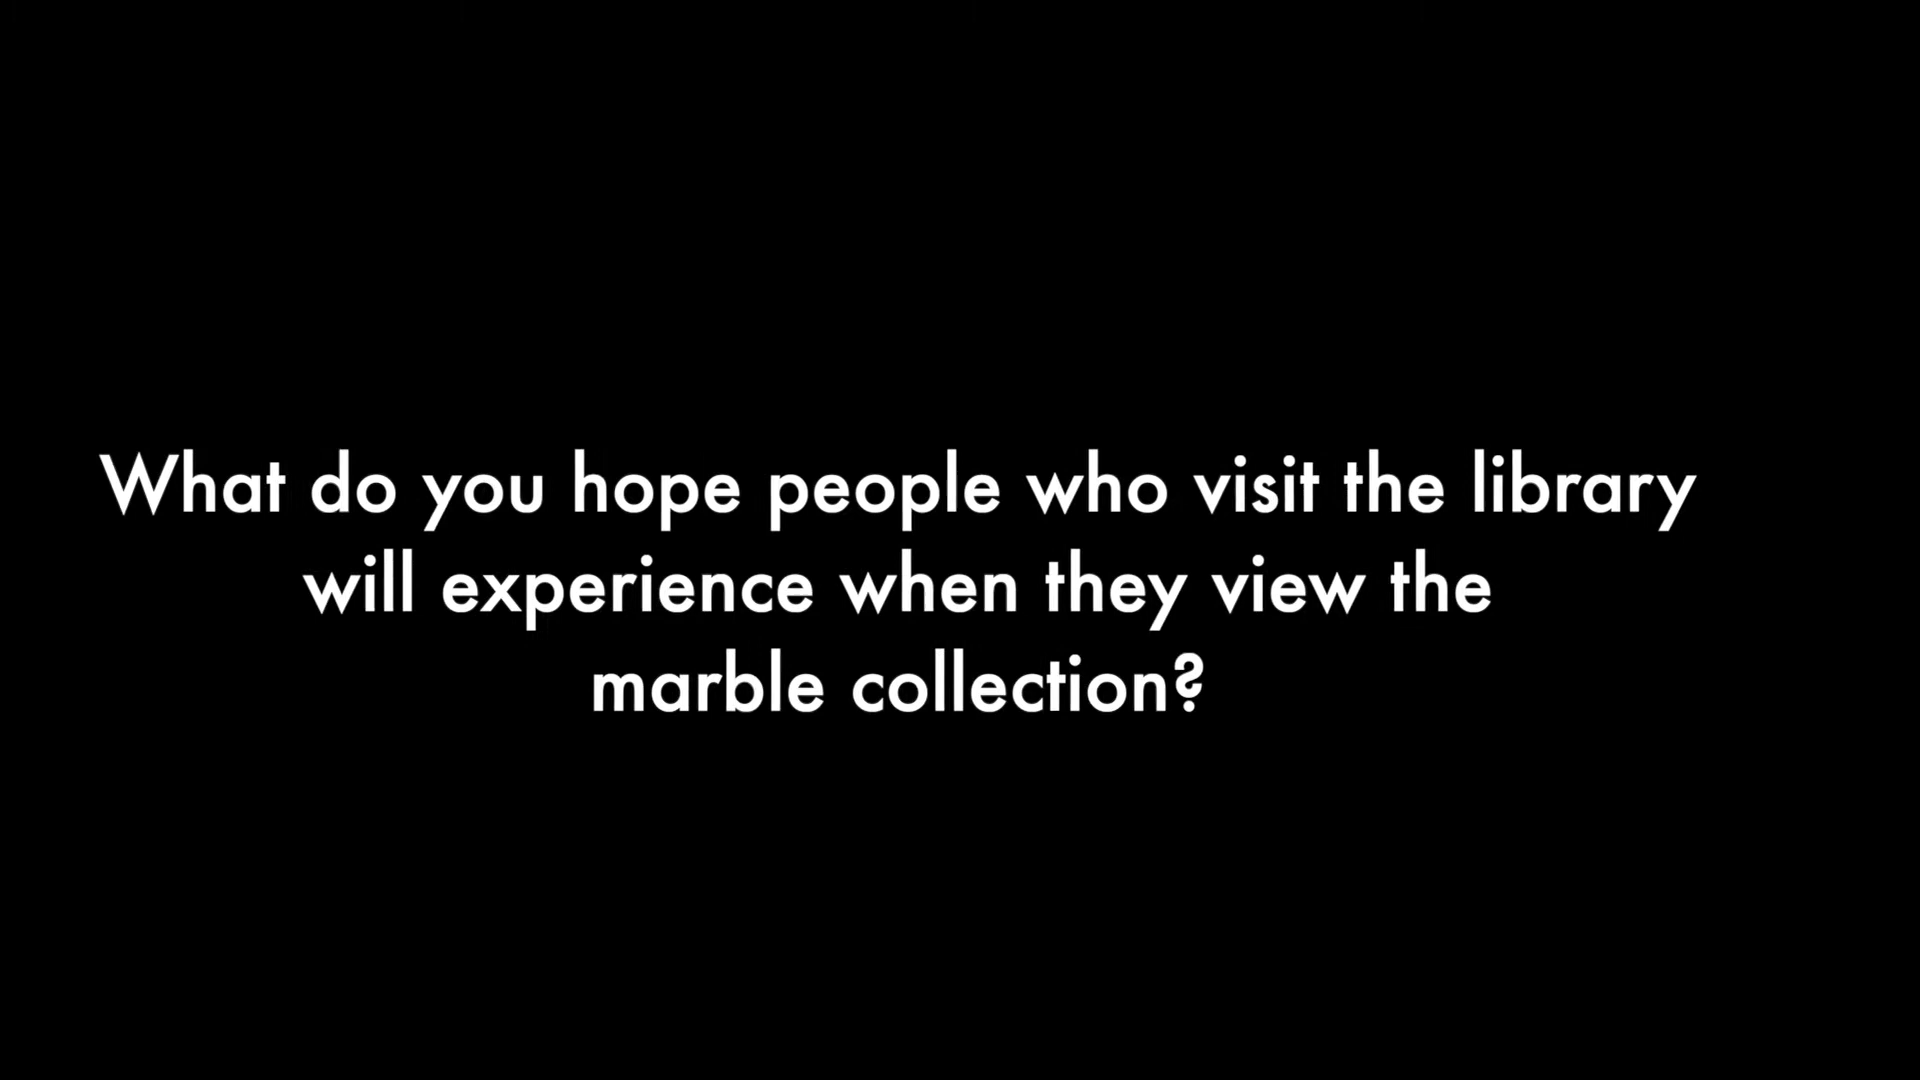 What do you hope people who visit the library
will experience when they view the
marble collection?